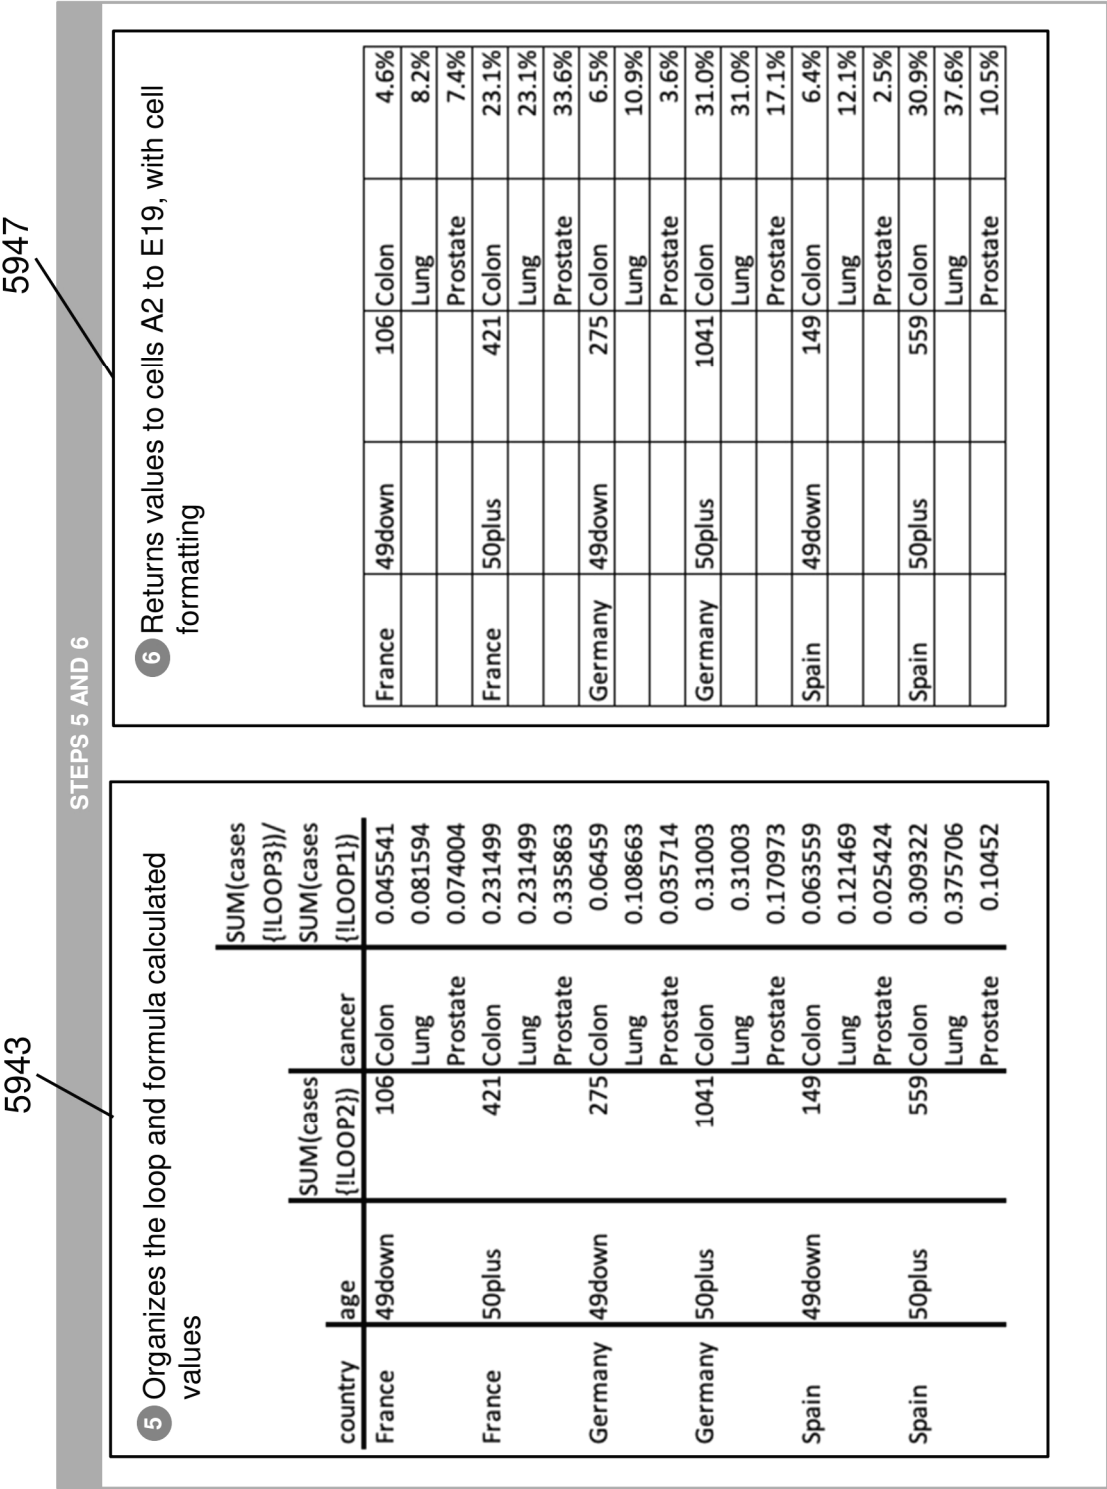 STEPS 5 AND 6
5943
5 Organizes the loop and formula calculated
values
SUM(cases
{!LOOP3})/
SUM(cases SUM(cases
country age {!LOOP2}) cancer {!LOOP1})
France 49down 106 Colon 0.045541
Lung 0.081594
Prostate 0.074004
France 50plus 421 Colon 0.231499
Lung 0.231499
Prostate 0.335863
Germany 49down 275 Colon 0.06459
Lung 0.108663
Prostate 0.035714
Germany 50plus 1041 Colon 0.31003
Lung 0.31003
Prostate 0.170973
Spain 49down 149 Colon 0.063559
Lung 0.121469
Prostate 0.025424
Spain 50plus 559 Colon 0.309322
Lung 0.375706
Prostate 0.10452
5947
6 Returns values to cells A2 to E19, with cell
formatting
France 49down 106 Colon 4.6%
Lung 8.2%
Prostate 7.4%
France 50plus 421 Colon 23.1%
Lung 23.1%
Prostate 33.6%
Germany 49down 275 Colon 6.5%
Lung 10.9%
Prostate 3.6%
Germany 50plus 1041 Colon 31.0%
Lung 31.0%
Prostate 17.1%
Spain 49down 149 Colon 6.4%
Lung 12.1%
Prostate 2.5%
Spain 50plus 559 Colon 30.9%
Lung 37.6%
Prostate 10.5%